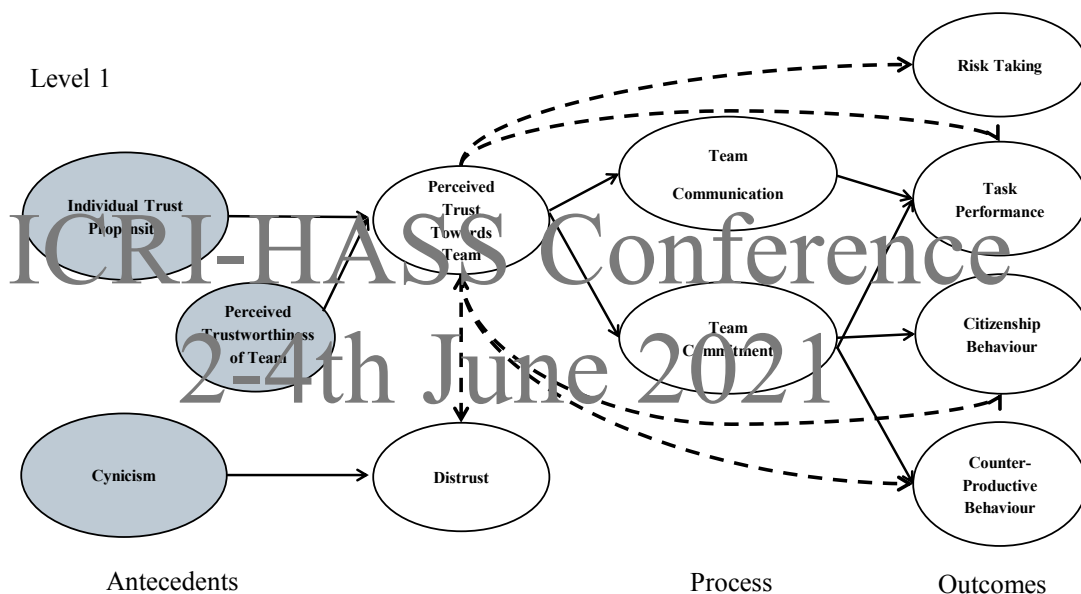 Level 1
Risk Taking
Individual Trust
Propensit
Perceived
Trust
Towards
Team
Team
Communication
Task
Performance
ICRI-HASS Conference
Perceived
Trustworthiness
of Team
Team
Commitment
Citizenship
Behaviour
2-4th June 2021
Cynicism
Distrust
Counter-
Productive
Behaviour
Antecedents
Process
Outcomes